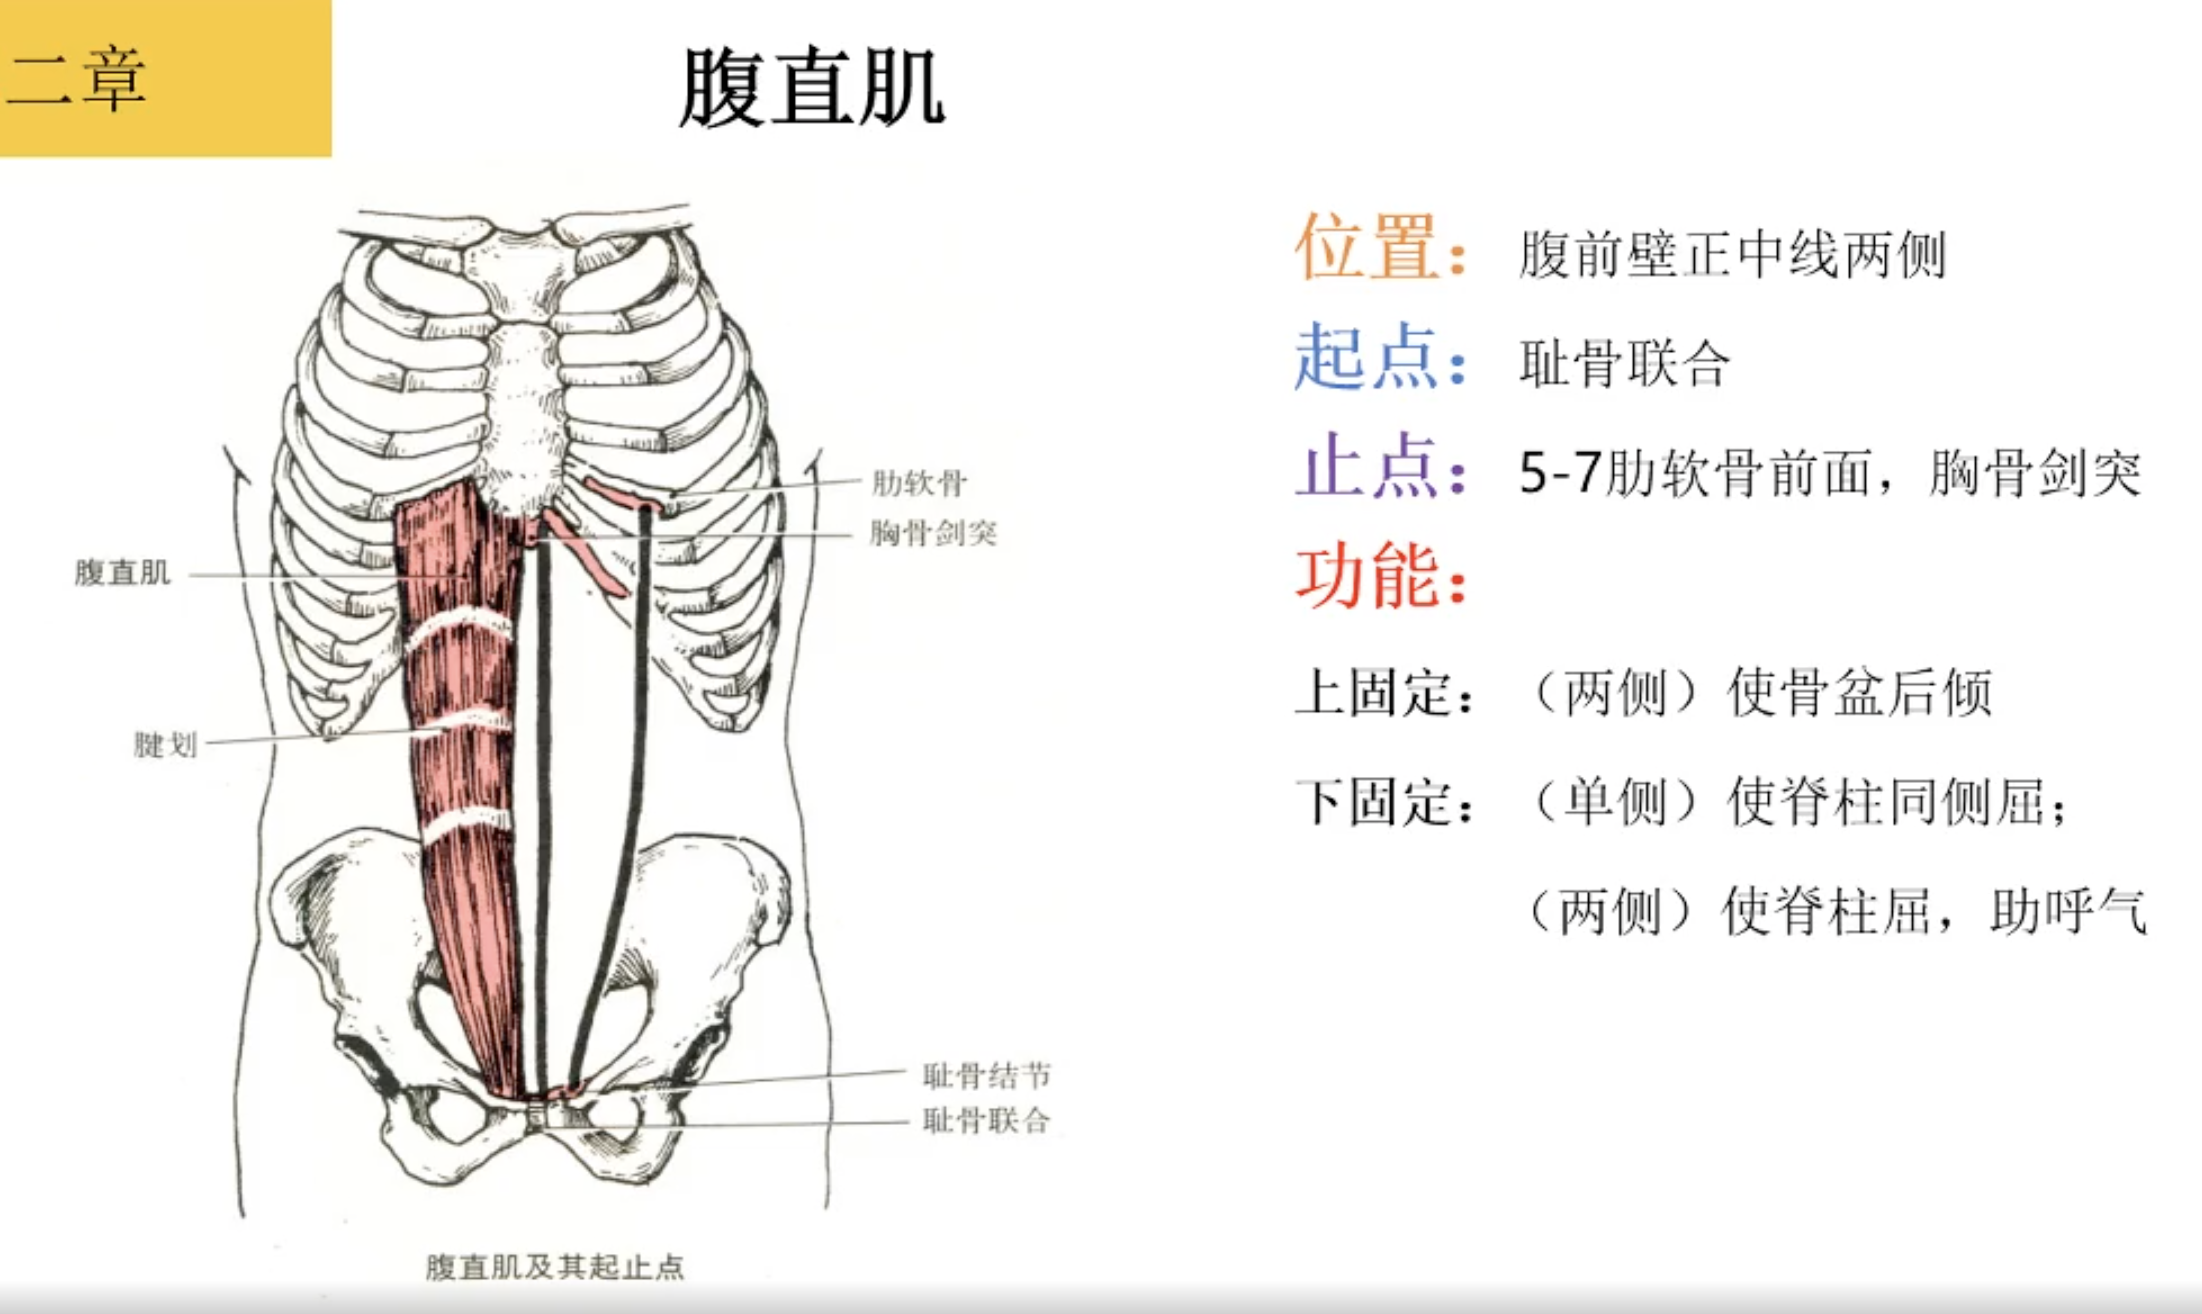 二章
腹直肌
位置：腹前壁正中线两侧
起点：耻骨联合
止点：5-7肋软骨前面，胸骨剑突
功能：
上固定：（两侧）使骨盆后倾
下固定：（单侧）使脊柱同侧屈；
（两侧）使脊柱屈，助呼气
肋软骨
胸骨剑突
腹直肌
腱划
耻骨结节
耻骨联合
腹直肌及其起止点